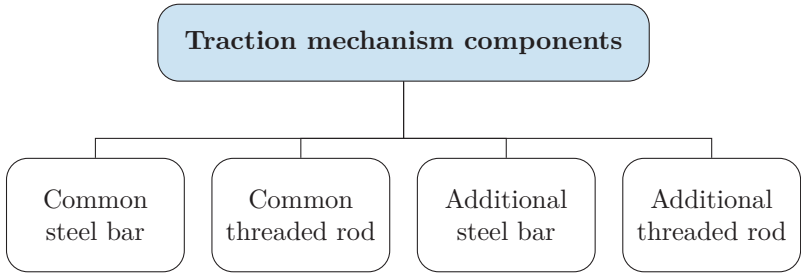 Traction mechanism components
Common
steel bar
Common
threaded rod
Additional
steel bar
Additional
threaded rod